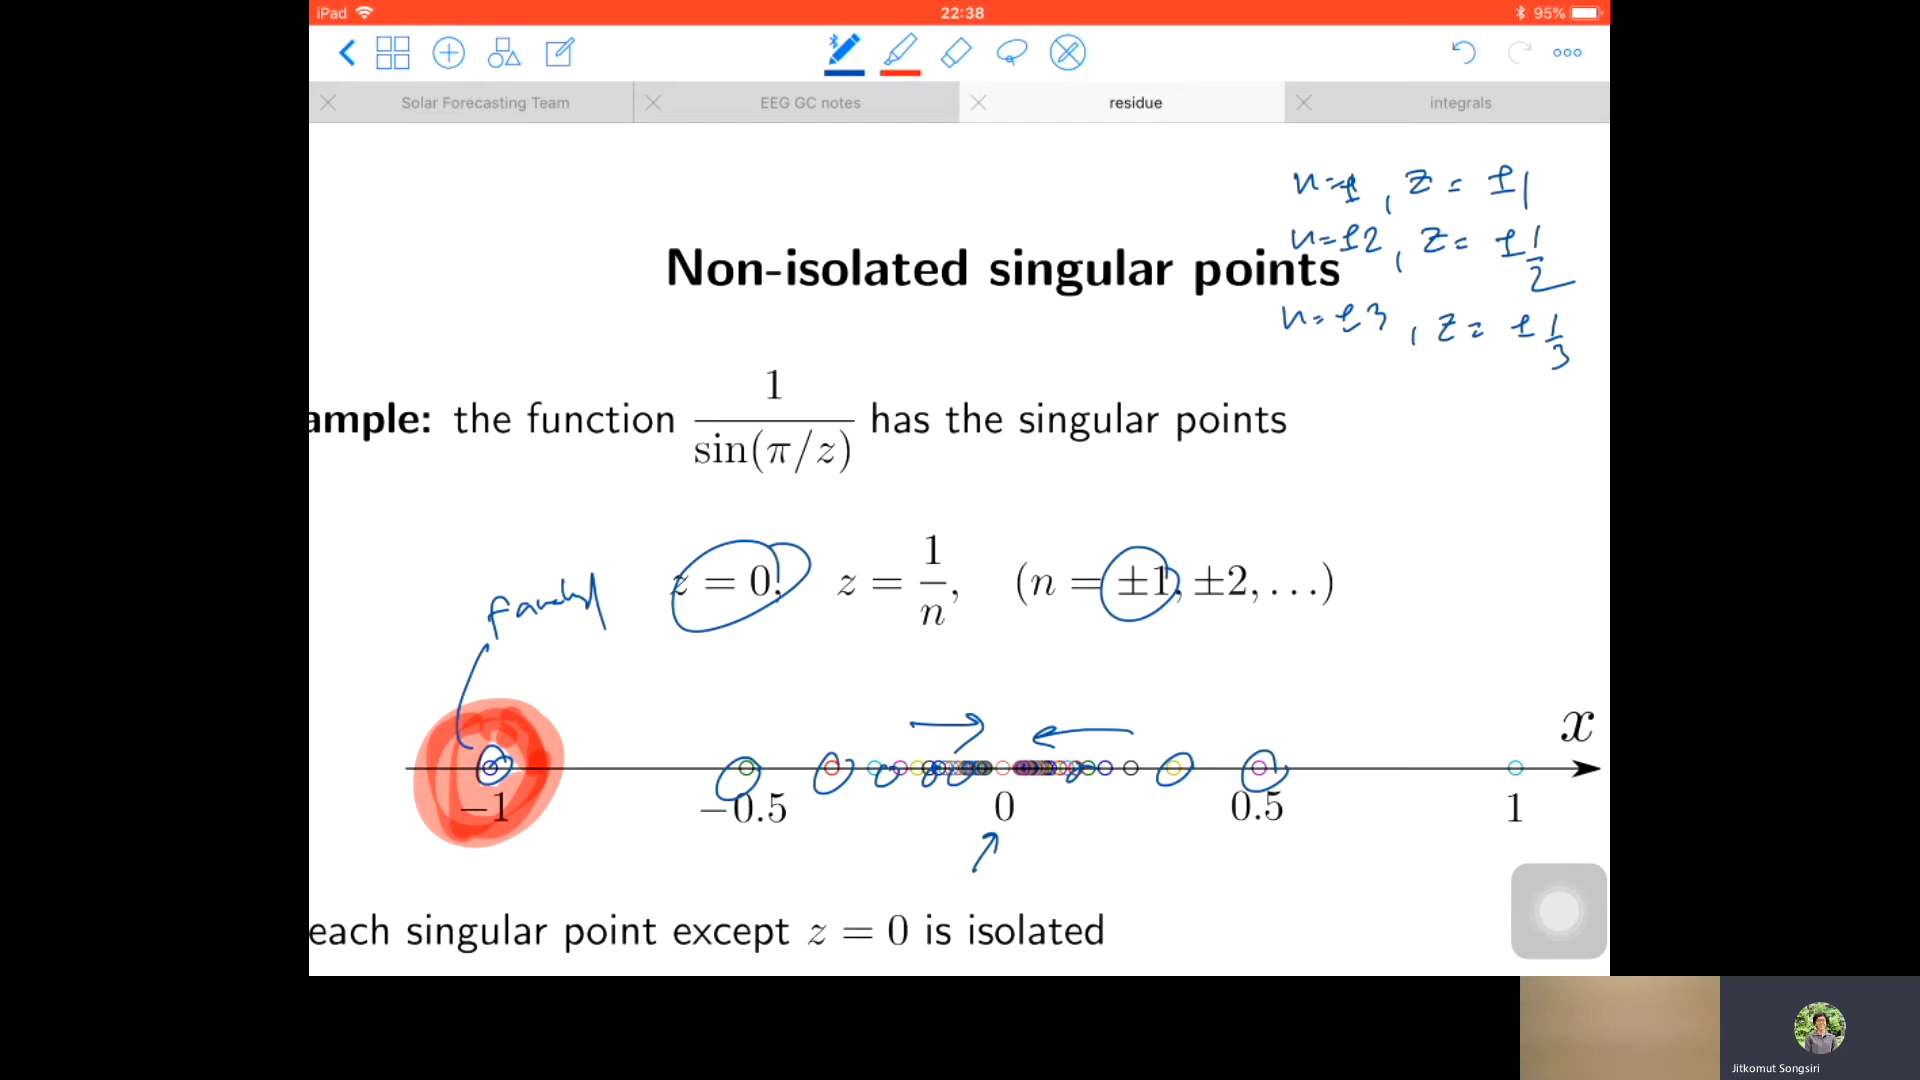 iPad 22:38 95%
Solar Forecasting Team EEG GC notes residue integrals
n=±1, z = ±1
Non-isolated singular points
n=±2, z = ±1/2
n=±3, z = ±1/3
ample: the function 1/sin(π/z) has the singular points
z = 0, z = 1/n, (n = ±1, ±2, . . .)
x
−1 −0.5 0 0.5 1
each singular point except z = 0 is isolated
Jitkomut Songsiri